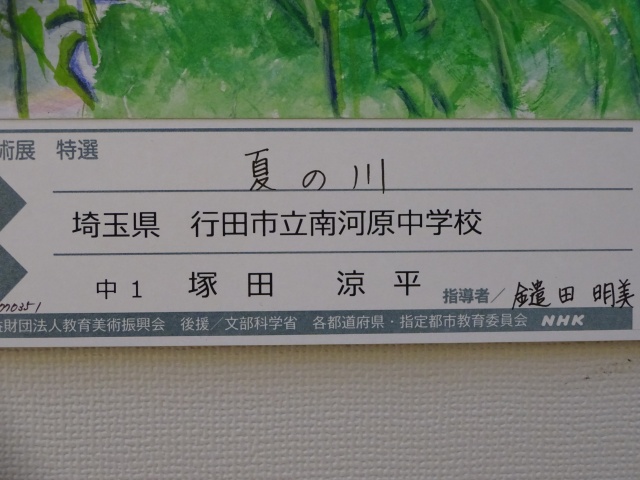 術展 特選
夏の川
埼玉県 行田市立南河原中学校
中1 塚田 涼平 指導者／鑓田明美
財団法人教育美術振興会 後援／文部科学省 各都道府県・指定都市教育委員会 NHK